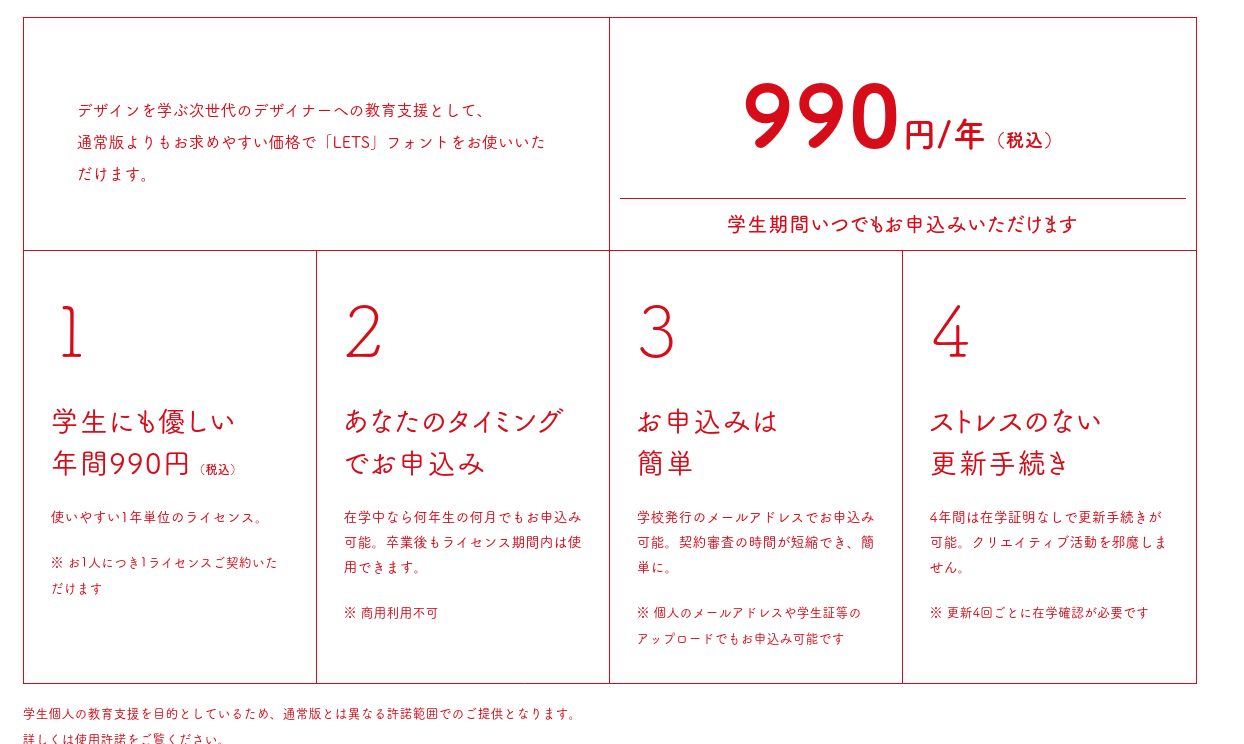 デザインを学ぶ次世代のデザイナーへの教育支援として、
通常版よりもお求めやすい価格で「LETS」フォントをお使いいた
だけます。
990円/年（税込）
学生期間いつでもお申込みいただけます
1
学生にも優しい
年間990円（税込）
使いやすい1年単位のライセンス。
※ お1人につき1ライセンスご契約いた
だけます
2
あなたのタイミング
でお申込み
在学中なら何年生の何月でもお申込み
可能。卒業後もライセンス期間内は使
用できます。
※ 商用利用不可
3
お申込みは
簡単
学校発行のメールアドレスでお申込み
可能。契約審査の時間が短縮でき、簡
単に。
※ 個人のメールアドレスや学生証等の
アップロードでもお申込み可能です
4
ストレスのない
更新手続き
4年間は在学証明なしで更新手続きが
可能。クリエイティブ活動を邪魔しま
せん。
※ 更新4回ごとに在学確認が必要です
学生個人の教育支援を目的としているため、通常版とは異なる許諾範囲でのご提供となります。
詳しくは使用許諾をご覧ください。